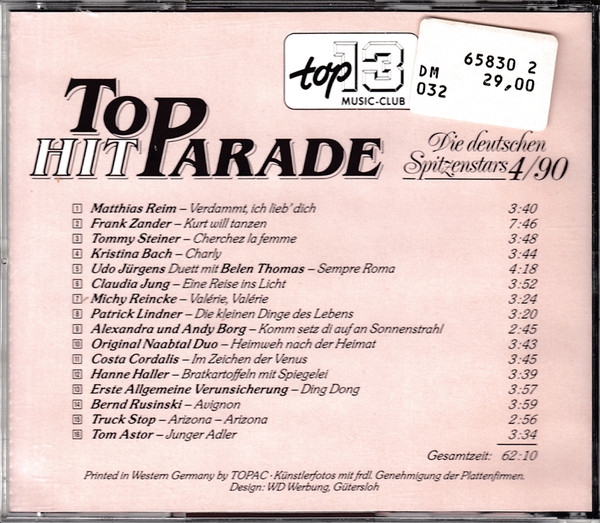 top 13
MUSIC-CLUB
65830 2
DM 29,00
032
TOP
HIT PARADE
Die deutschen
Spitzenstars 4/90
1 Matthias Reim – Verdammt, ich lieb' dich 3:40
2 Frank Zander – Kurt will tanzen 7:46
3 Tommy Steiner – Cherchez la femme 3:48
4 Kristina Bach – Charly 3:44
5 Udo Jürgens Duett mit Belen Thomas – Sempre Roma 4:18
6 Claudia Jung – Eine Reise ins Licht 3:52
7 Michy Reincke – Valérie, Valérie 3:24
8 Patrick Lindner – Die kleinen Dinge des Lebens 3:20
9 Alexandra und Andy Borg – Komm setz di auf an Sonnenstrahl 2:45
10 Original Naabtal Duo – Heimweh nach der Heimat 3:43
11 Costa Cordalis – Im Zeichen der Venus 3:45
12 Hanne Haller – Bratkartoffeln mit Spiegelei 3:39
13 Erste Allgemeine Verunsicherung – Ding Dong 3:57
14 Bernd Rusinski – Avignon 3:59
15 Truck Stop – Arizona – Arizona 2:56
16 Tom Astor – Junger Adler 3:34
Gesamtzeit: 62:10
Printed in Western Germany by TOPAC · Künstlerfotos mit frdl. Genehmigung der Plattenfirmen.
Design: WD Werbung, Gütersloh